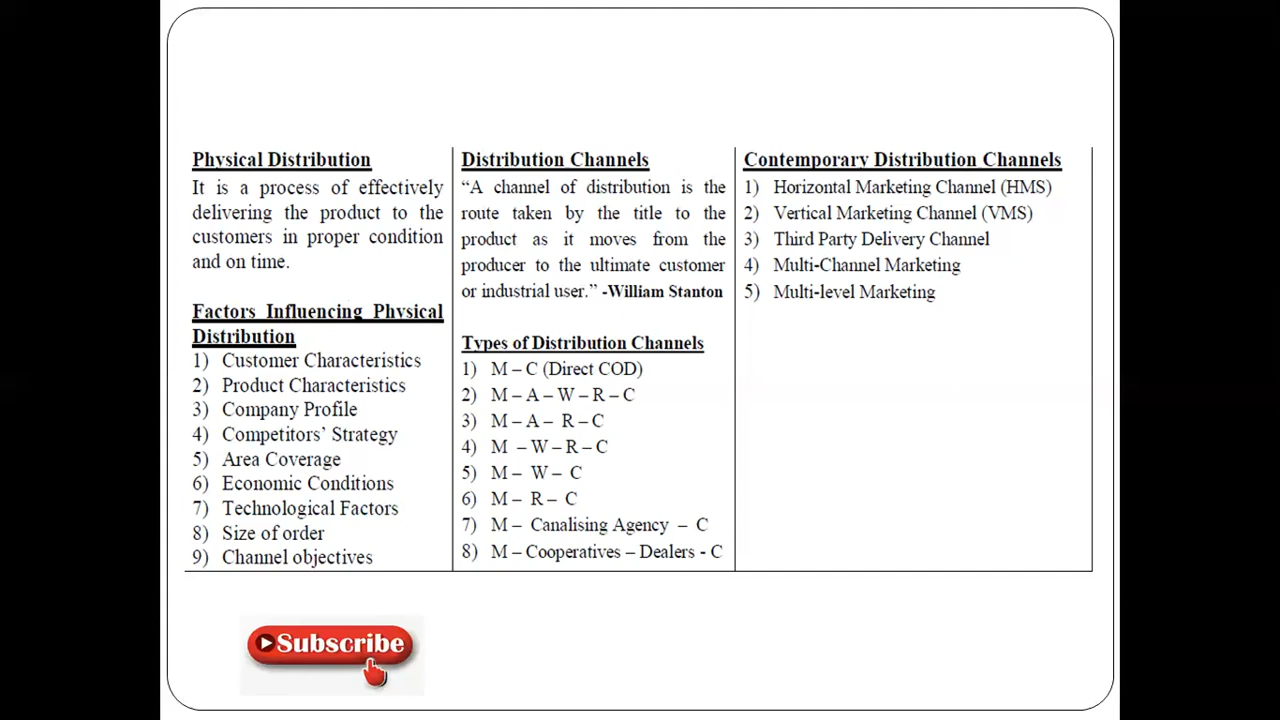 Physical Distribution
It is a process of effectively
delivering the product to the
customers in proper condition
and on time.
Factors Influencing Physical
Distribution
1) Customer Characteristics
2) Product Characteristics
3) Company Profile
4) Competitors’ Strategy
5) Area Coverage
6) Economic Conditions
7) Technological Factors
8) Size of order
9) Channel objectives
Distribution Channels
“A channel of distribution is the
route taken by the title to the
product as it moves from the
producer to the ultimate customer
or industrial user.” -William Stanton
Types of Distribution Channels
1) M – C (Direct COD)
2) M – A – W – R – C
3) M – A – R – C
4) M – W – R – C
5) M – W – C
6) M – R – C
7) M – Canalising Agency – C
8) M – Cooperatives – Dealers - C
Contemporary Distribution Channels
1) Horizontal Marketing Channel (HMS)
2) Vertical Marketing Channel (VMS)
3) Third Party Delivery Channel
4) Multi-Channel Marketing
5) Multi-level Marketing
Subscribe